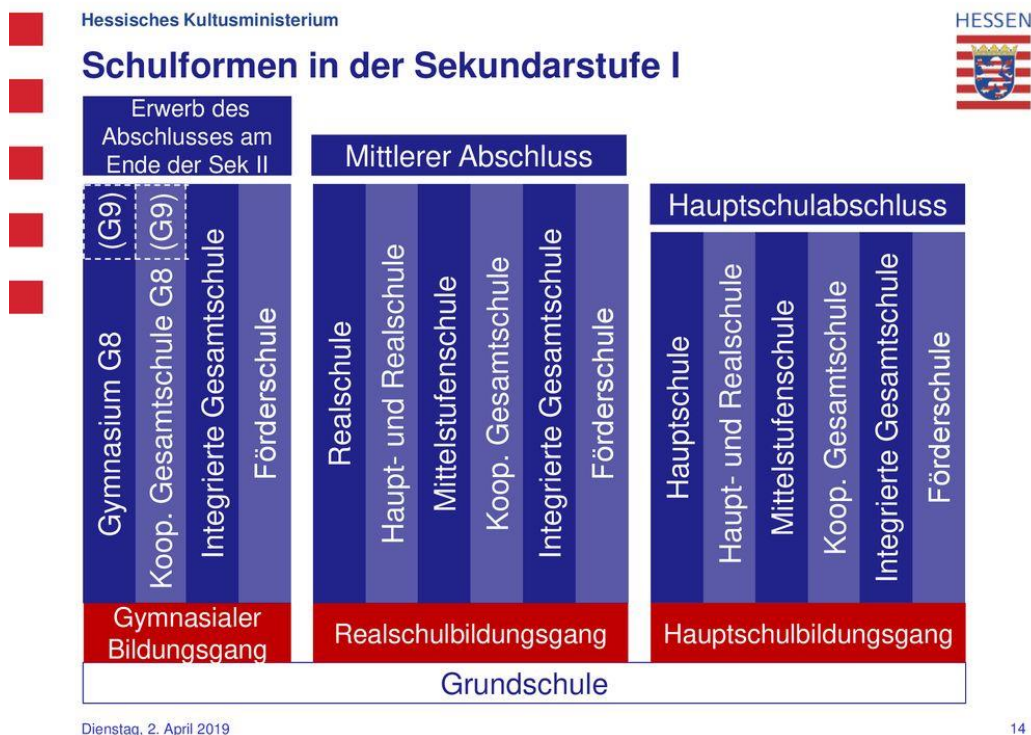 Hessisches Kultusministerium
HESSEN
Schulformen in der Sekundarstufe I
Erwerb des
Abschlusses am
Ende der Sek II
Mittlerer Abschluss
Hauptschulabschluss
Gymnasium G8 (G9)
Koop. Gesamtschule G8 (G9)
Integrierte Gesamtschule
Förderschule
Realschule
Haupt- und Realschule
Mittelstufenschule
Koop. Gesamtschule
Integrierte Gesamtschule
Förderschule
Hauptschule
Haupt- und Realschule
Mittelstufenschule
Koop. Gesamtschule
Integrierte Gesamtschule
Förderschule
Gymnasialer
Bildungsgang
Realschulbildungsgang
Hauptschulbildungsgang
Grundschule
Dienstag, 2. April 2019
14